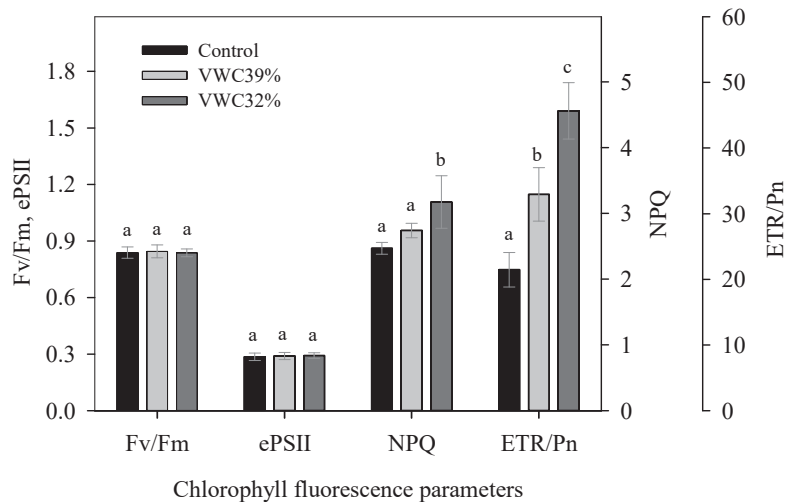 60
Control
VWC39%
VWC32%
c
1.8
5
50
1.5
b
b
4
40
1.2
a
a
a
a
a
a
3
30
0.9
2
20
0.6
a
a
a
1
10
0.3
0.0
0
0
Fv/Fm, ePSII
NPQ
ETR/Pn
Fv/Fm
ePSII
NPQ
ETR/Pn
Chlorophyll fluorescence parameters